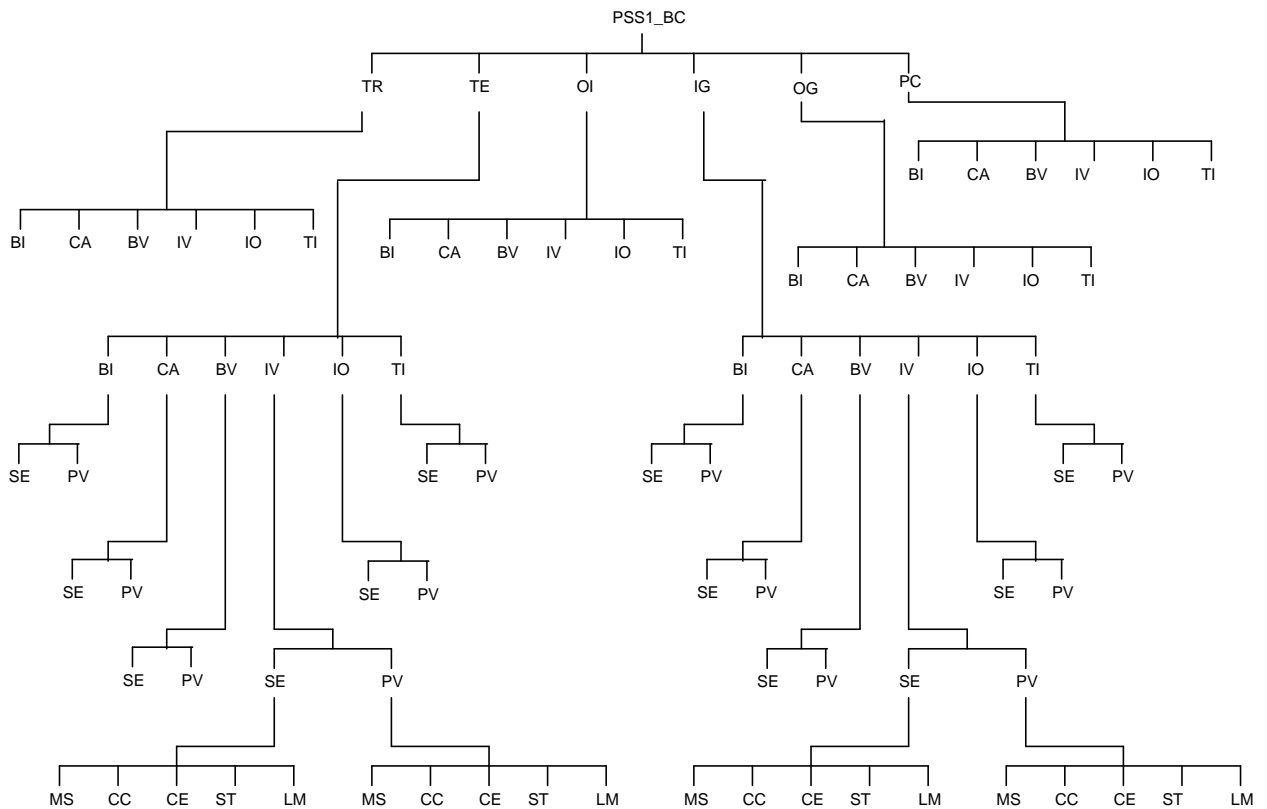 PSS1_BC
TR TE OI IG OG PC
BI CA BV IV IO TI
BI CA BV IV IO TI
BI CA BV IV IO TI
BI CA BV IV IO TI
BI CA BV IV IO TI
BI CA BV IV IO TI
SE PV SE PV SE PV SE PV
SE PV SE PV SE PV SE PV
SE PV SE PV SE PV SE PV
MS CC CE ST LM MS CC CE ST LM MS CC CE ST LM MS CC CE ST LM